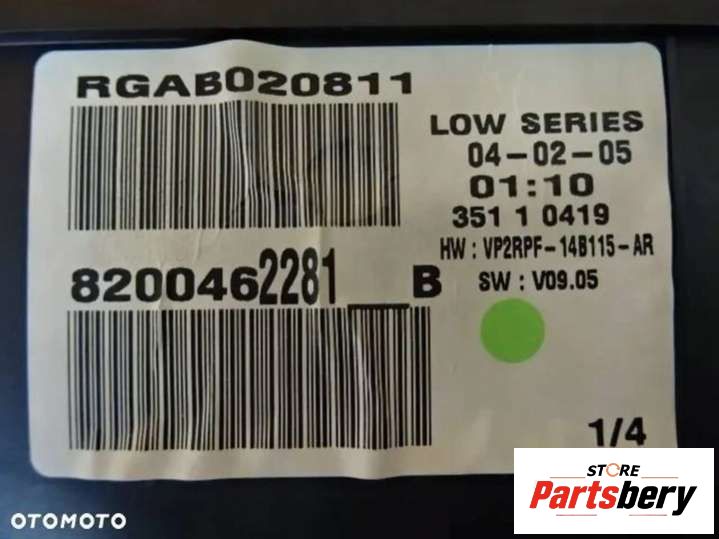 RGAB020811
LOW SERIES
04-02-05
01:10
351 1 0419
HW : VP2RPF-14B115-AR
SW : V09.05
8200462281__B
1/4
STORE
Partsbery
OTOMOTO